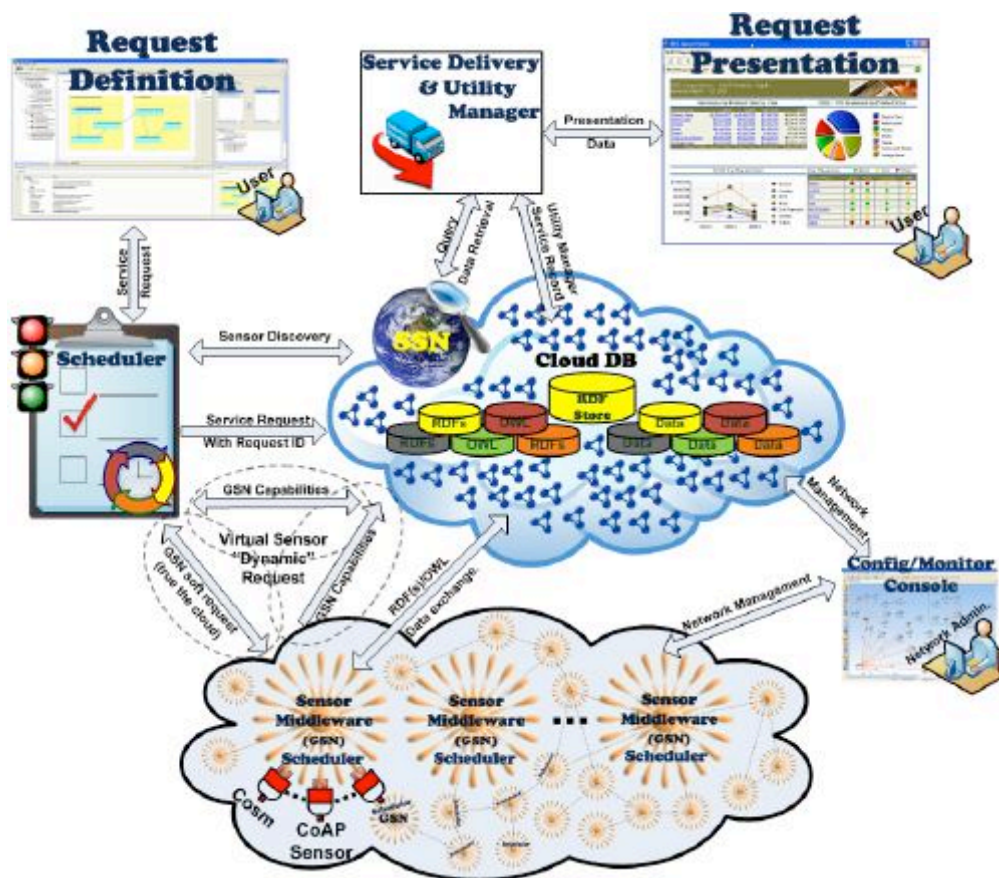 Request
Definition
User
Service Delivery
& Utility
Manager
Request
Presentation
User
Presentation
Data
Service
Request
Query
Data Retrieval
Utility Manager
Service Record
Scheduler
Sensor Discovery
SSN
Cloud DB
RDF
Store
RDFs
OWL
Data
Data
RDFs
OWL
RDFs
Data
Data
Data
Service Request
With Request ID
GSN Capabilities
Virtual Sensor
"Dynamic"
Request
GSN soft request
(true the cloud)
GSN Capabilities
RDF(s)/OWL
Data exchange.
Network
Management
Config/Monitor
Console
Network Admin.
Network Management
Sensor
Middleware
(GSN)
Scheduler
Sensor
Middleware
(GSN)
Scheduler
Sensor
Middleware
(GSN)
Scheduler
Cosm
CoAP
Sensor
GSN